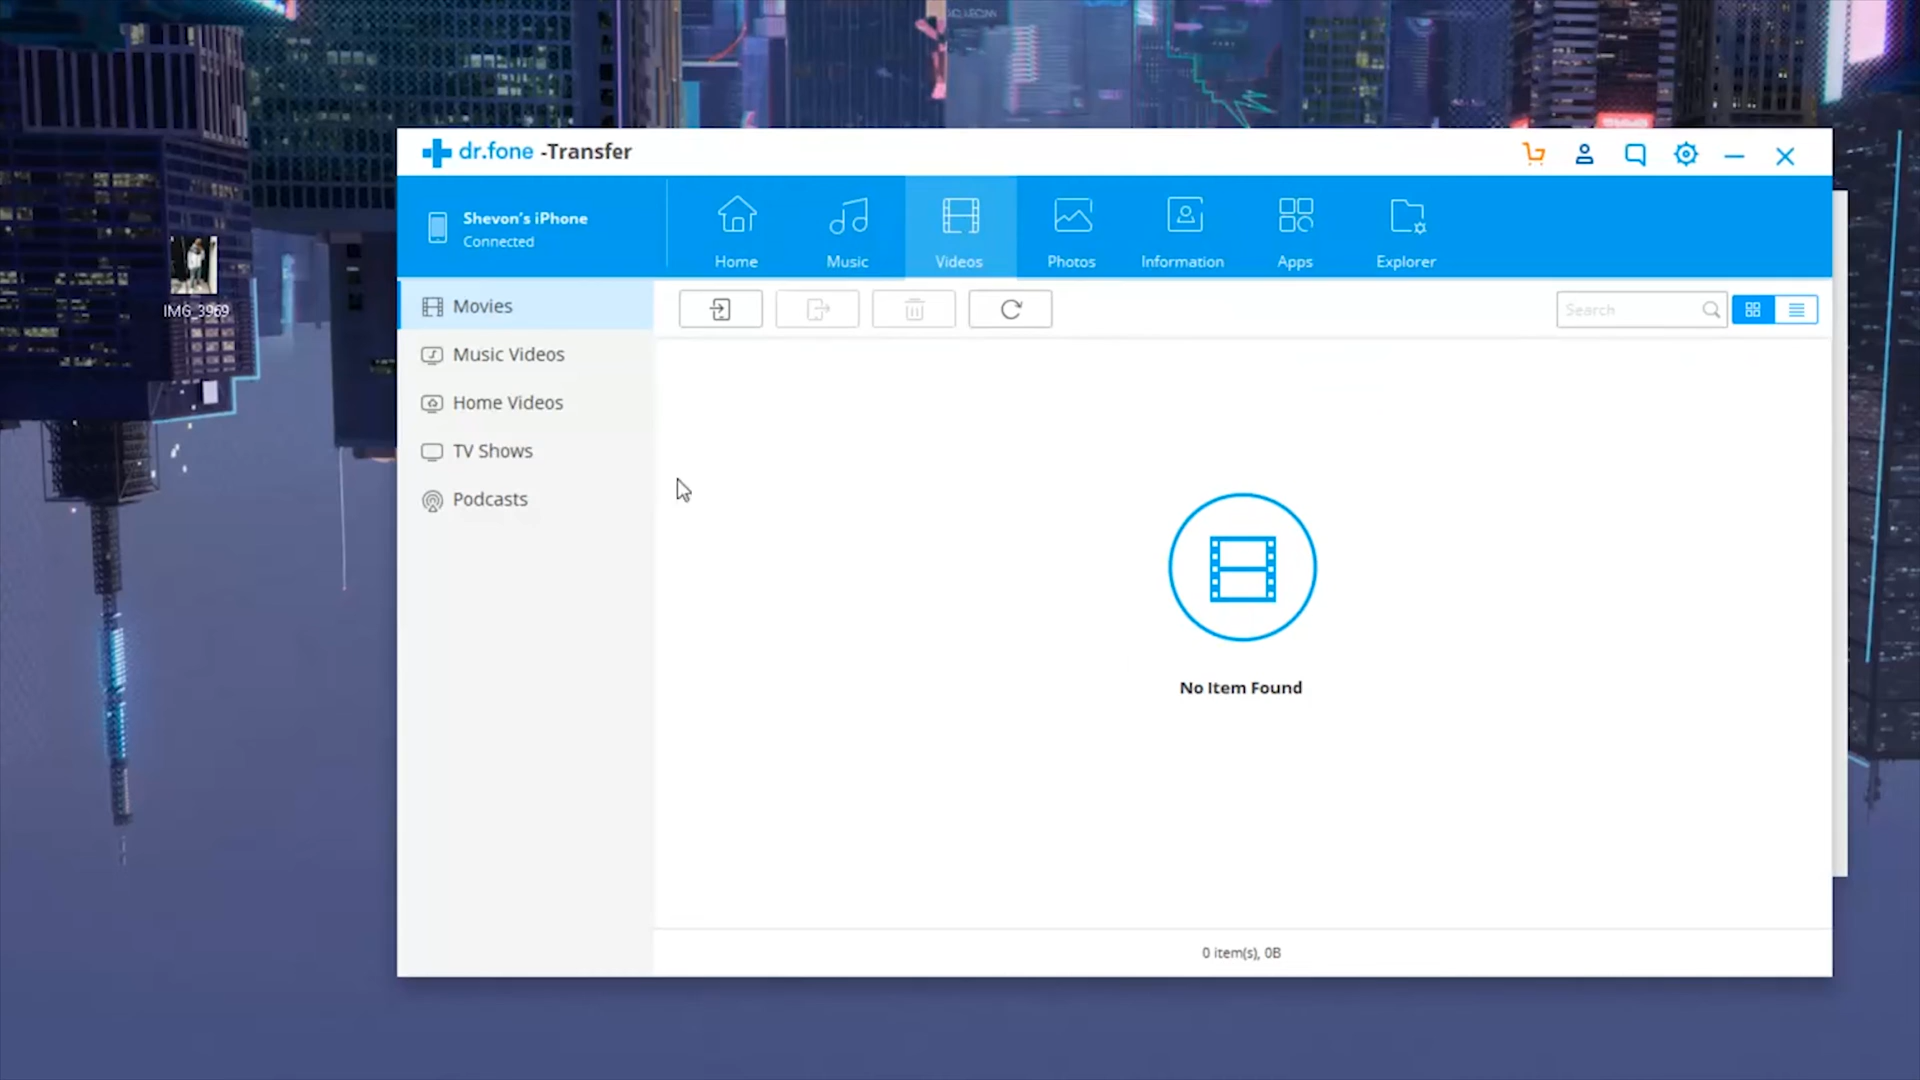 dr.fone -Transfer
Shevon's iPhone
Connected
Home
Music
Videos
Photos
Information
Apps
Explorer
IMG_3969
Movies
Music Videos
Home Videos
TV Shows
Podcasts
Search
No Item Found
0 item(s), 0B